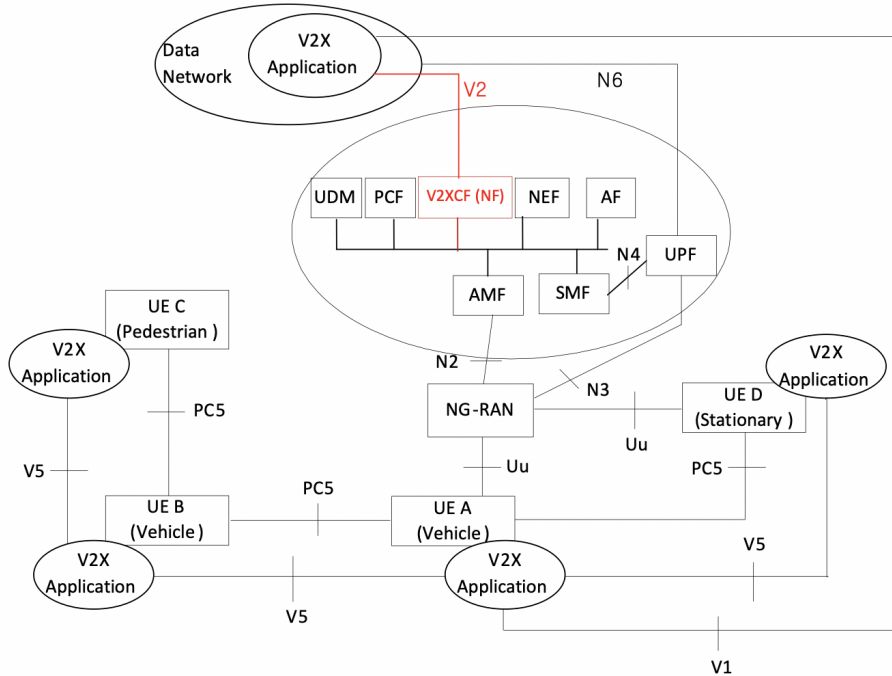 V2X
Application
Data
Network
V2
N6
UDM
PCF
V2XCF (NF)
NEF
AF
N4
UPF
AMF
SMF
UE C
(Pedestrian )
V2X
Application
N2
N3
V2X
Application
NG-RAN
UE D
(Stationary )
PC5
Uu
V5
Uu
PC5
PC5
UE B
(Vehicle )
UE A
(Vehicle )
V2X
Application
V2X
Application
V5
V5
V1